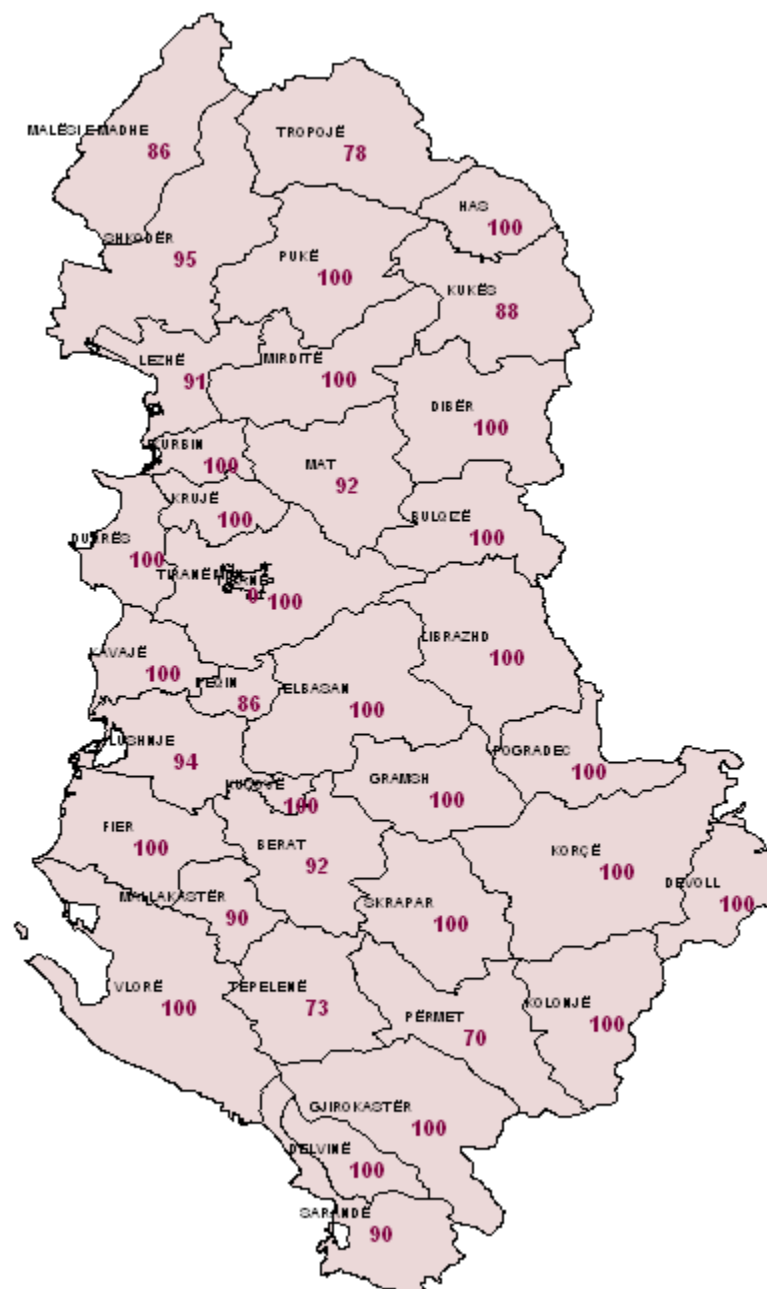 MALËSI E MADHE
86
TROPOJË
78
HAS
100
SHKODËR
95
PUKË
100
KUKËS
88
LEZHË
91
MIRDITË
100
DIBËR
100
KURBIN
100
MAT
92
KRUJË
100
BULQIZË
100
DURRËS
100
TIRANË
0
100
LIBRAZHD
100
KAVAJË
100
PEQIN
86
ELBASAN
100
LUSHNJE
94
POGRADEC
100
KUÇOVË
100
GRAMSH
100
FIER
100
BERAT
92
KORÇË
100
DEVOLL
100
MALLAKASTËR
90
SKRAPAR
100
VLORË
100
TEPELENË
73
PËRMET
70
KOLONJË
100
GJIROKASTËR
100
DELVINË
100
SARANDË
90